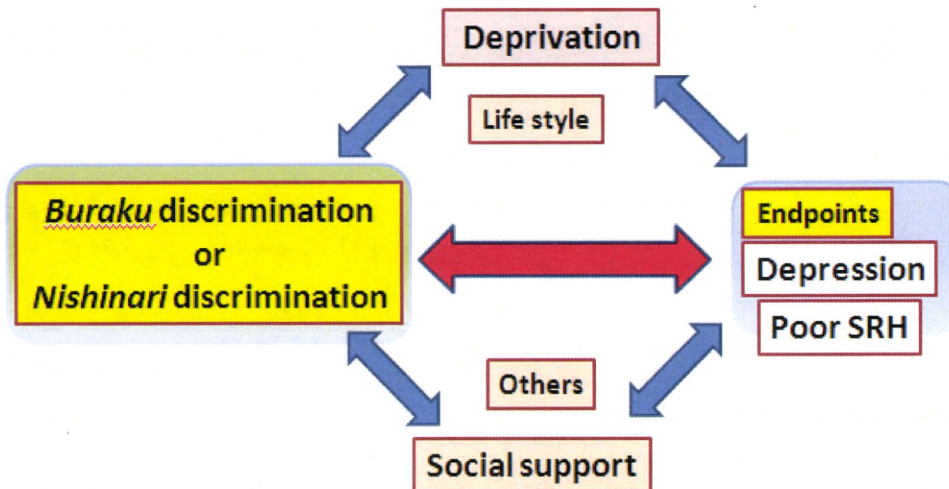 Deprivation
Life style
Buraku discrimination
or
Nishinari discrimination
Endpoints
Depression
Poor SRH
Others
Social support